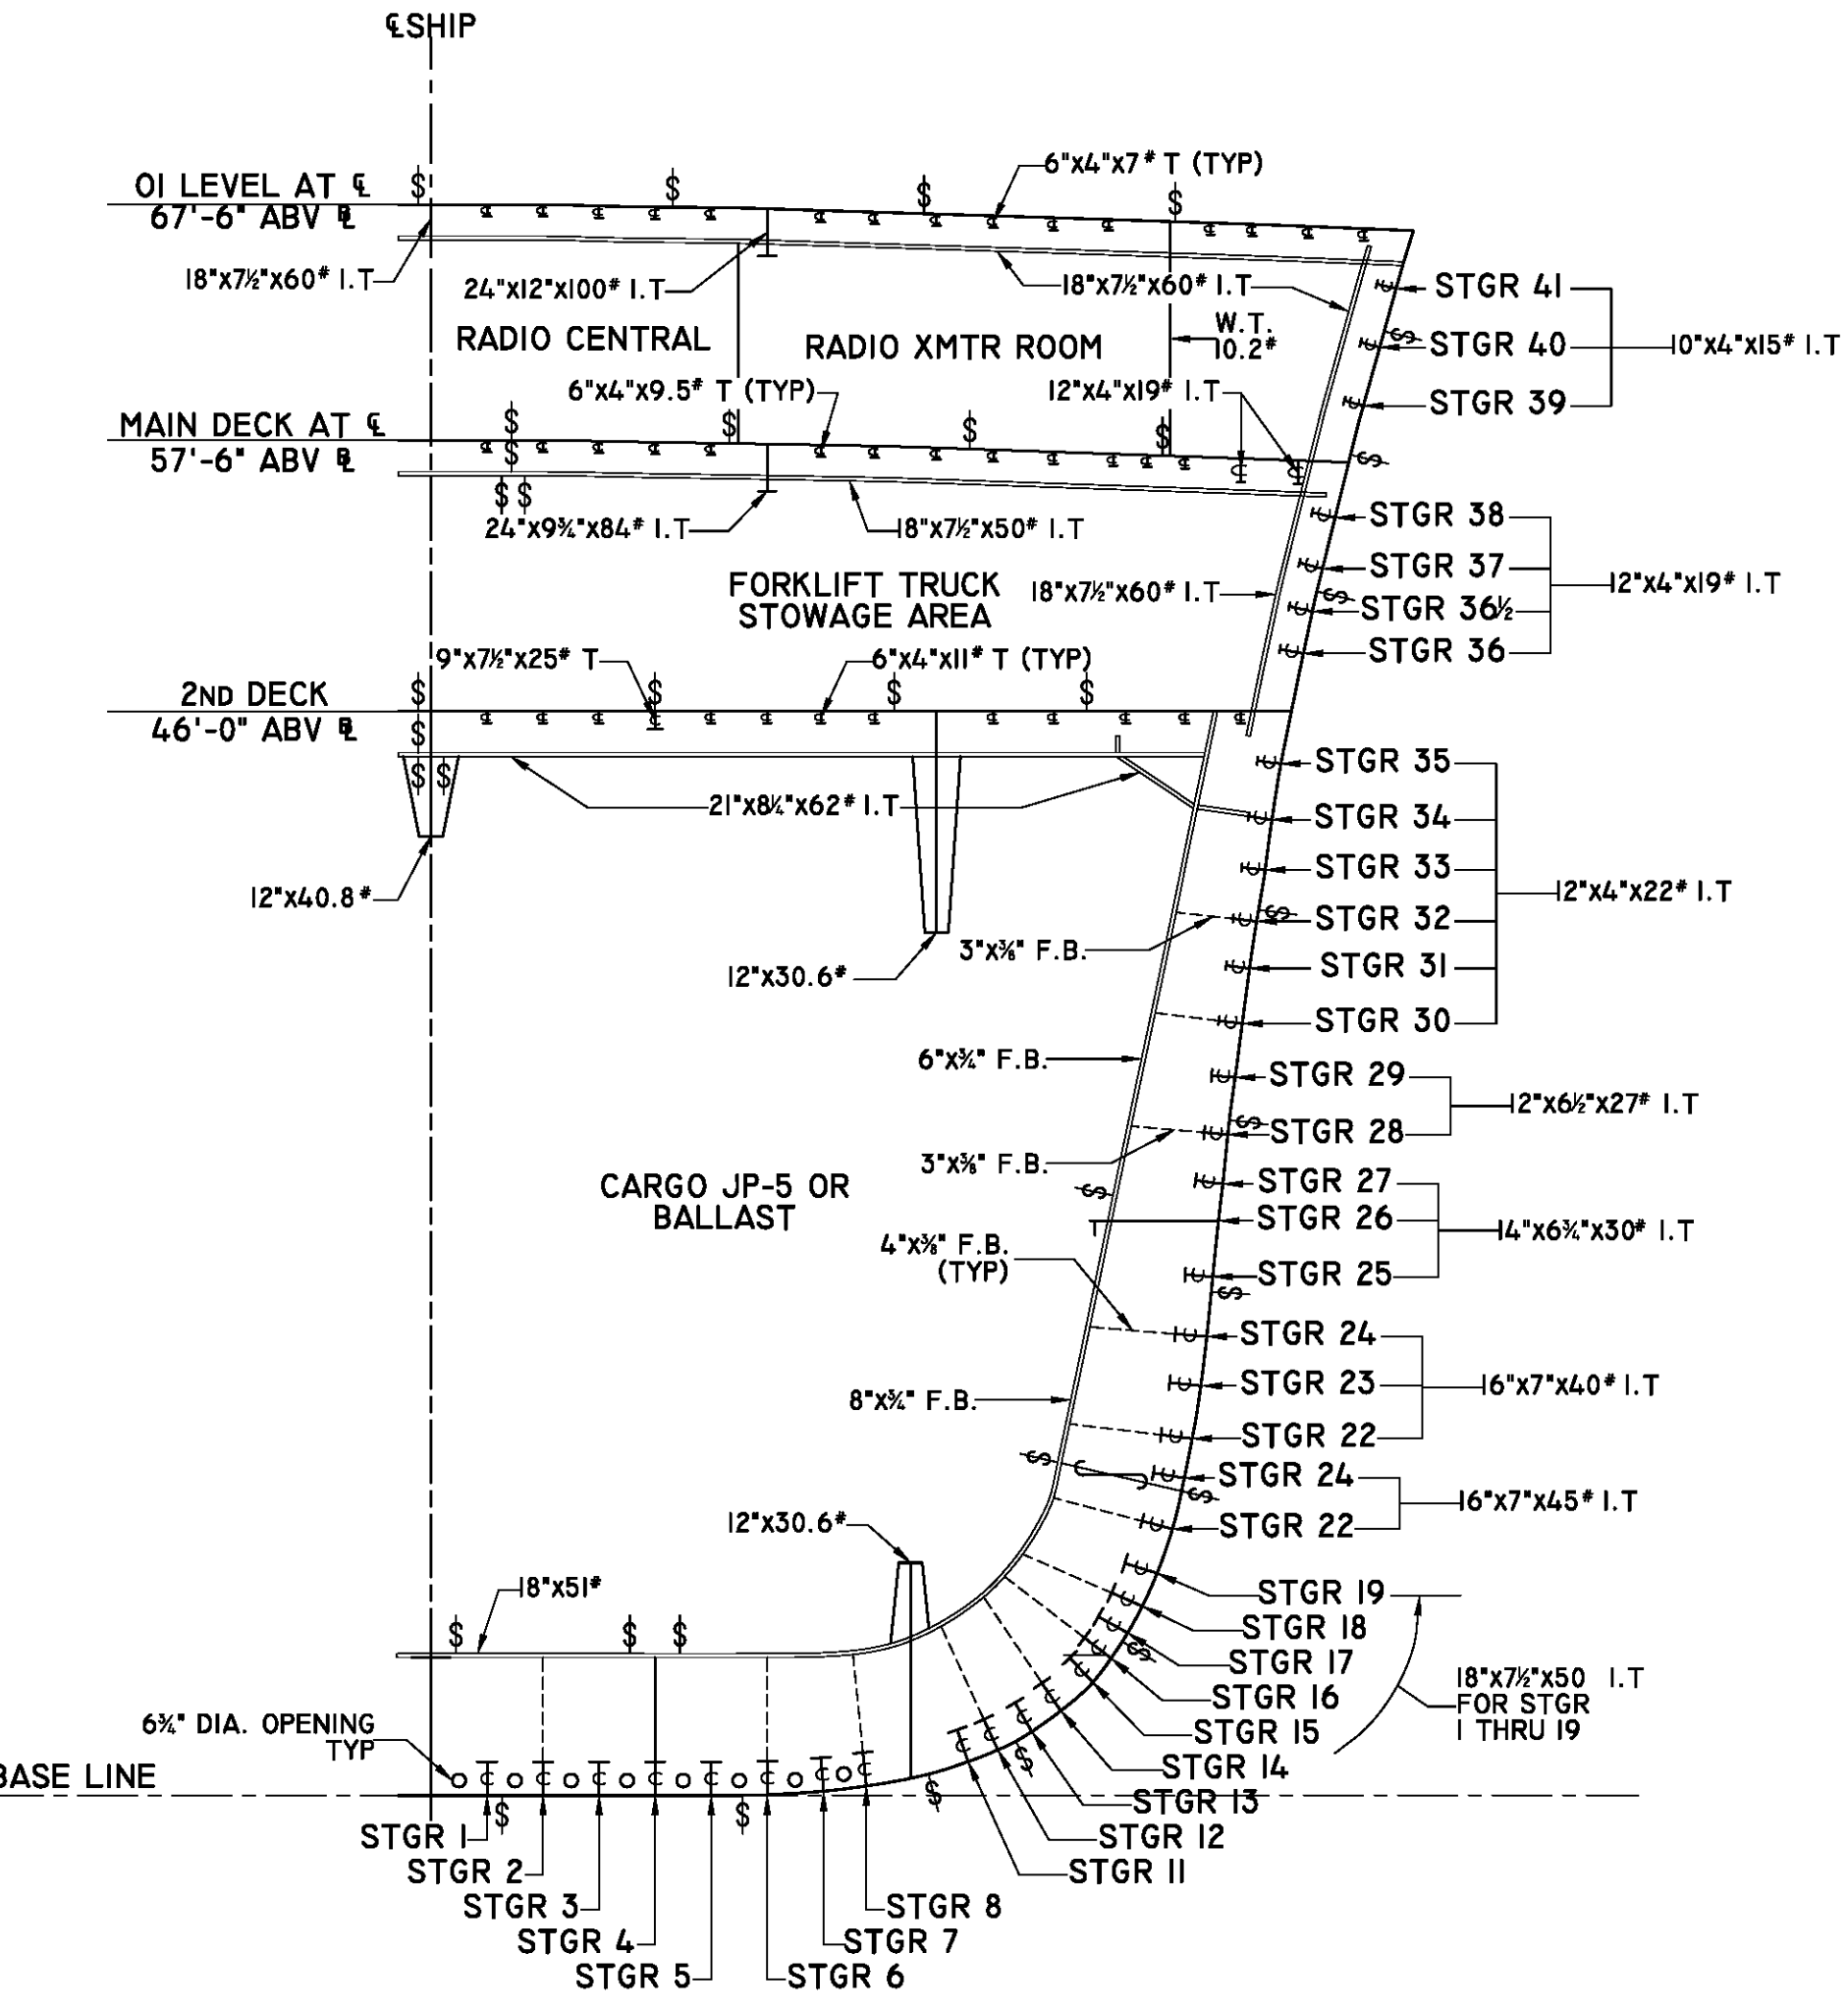 ℄ SHIP
6"x4"x7# T (TYP)
01 LEVEL AT ℄
67'-6" ABV ⅊
18"x7½"x60# I.T
24"x12"x100# I.T
18"x7½"x60# I.T
STGR 41
RADIO CENTRAL
RADIO XMTR ROOM
W.T.
10.2#
STGR 40
10"x4"x15# I.T
6"x4"x9.5# T (TYP)
12"x4"x19# I.T
STGR 39
MAIN DECK AT ℄
57'-6" ABV ⅊
24"x9¾"x84# I.T
18"x7½"x50# I.T
STGR 38
FORKLIFT TRUCK
STOWAGE AREA
18"x7½"x60# I.T
STGR 37
12"x4"x19# I.T
STGR 36½
STGR 36
9"x7½"x25# T
6"x4"x11# T (TYP)
2ND DECK
46'-0" ABV ⅊
21"x8¼"x62# I.T
STGR 35
STGR 34
STGR 33
12"x40.8#
12"x4"x22# I.T
STGR 32
3"x⅜" F.B.
12"x30.6#
STGR 31
STGR 30
6"x¾" F.B.
STGR 29
12"x6½"x27# I.T
STGR 28
3"x⅜" F.B.
CARGO JP-5 OR
BALLAST
STGR 27
STGR 26
14"x6¾"x30# I.T
4"x⅜" F.B.
(TYP)
STGR 25
STGR 24
8"x¾" F.B.
STGR 23
16"x7"x40# I.T
STGR 22
STGR 24
16"x7"x45# I.T
STGR 22
12"x30.6#
18"x51#
STGR 19
STGR 18
STGR 17
STGR 16
18"x7½"x50 I.T
FOR STGR
1 THRU 19
STGR 15
STGR 14
STGR 13
STGR 12
STGR 11
6¾" DIA. OPENING
TYP
BASE LINE
STGR 1
STGR 2
STGR 3
STGR 8
STGR 4
STGR 7
STGR 5
STGR 6